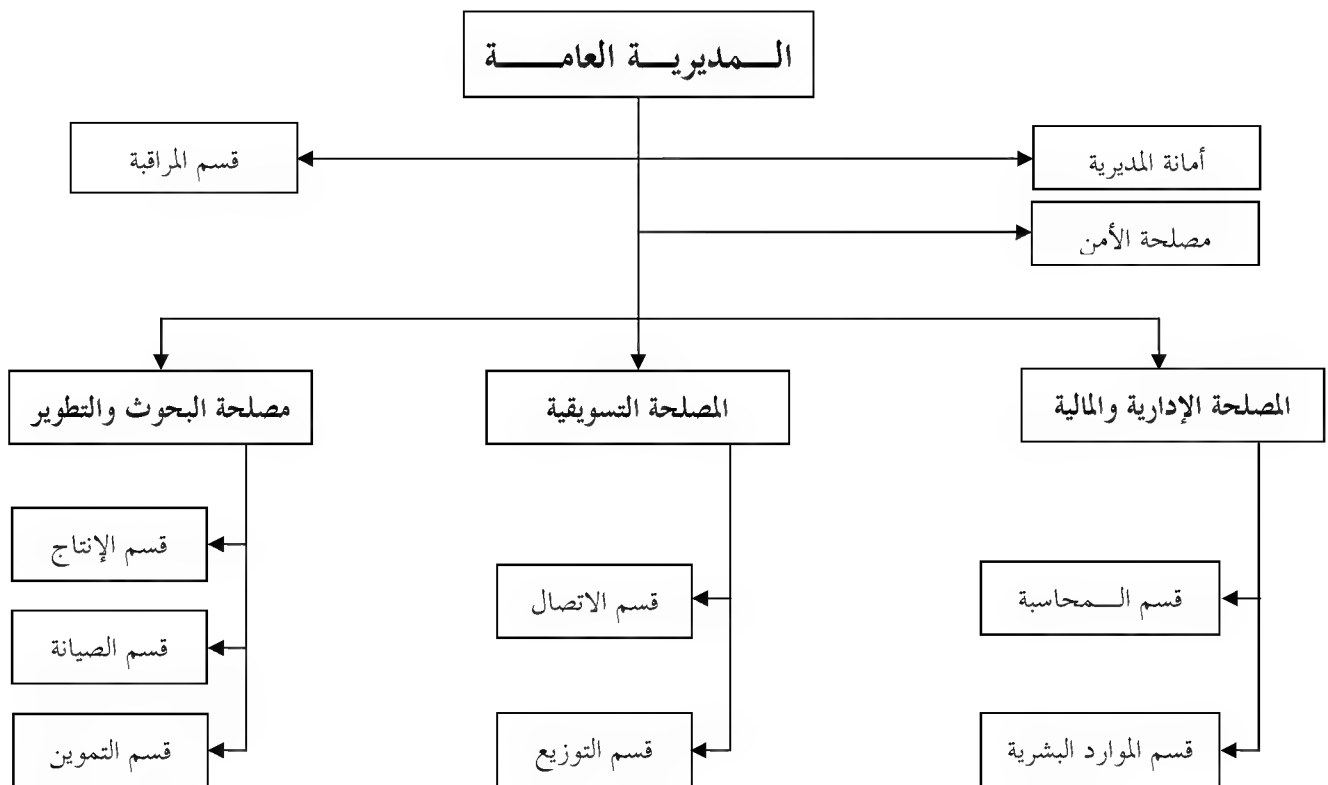 المديرية العامة
أمانة المديرية
قسم المراقبة
مصلحة الأمن
المصلحة الإدارية والمالية
المصلحة التسويقية
مصلحة البحوث والتطوير
قسم المحاسبة
قسم الموارد البشرية
قسم الاتصال
قسم التوزيع
قسم الإنتاج
قسم الصيانة
قسم التموين